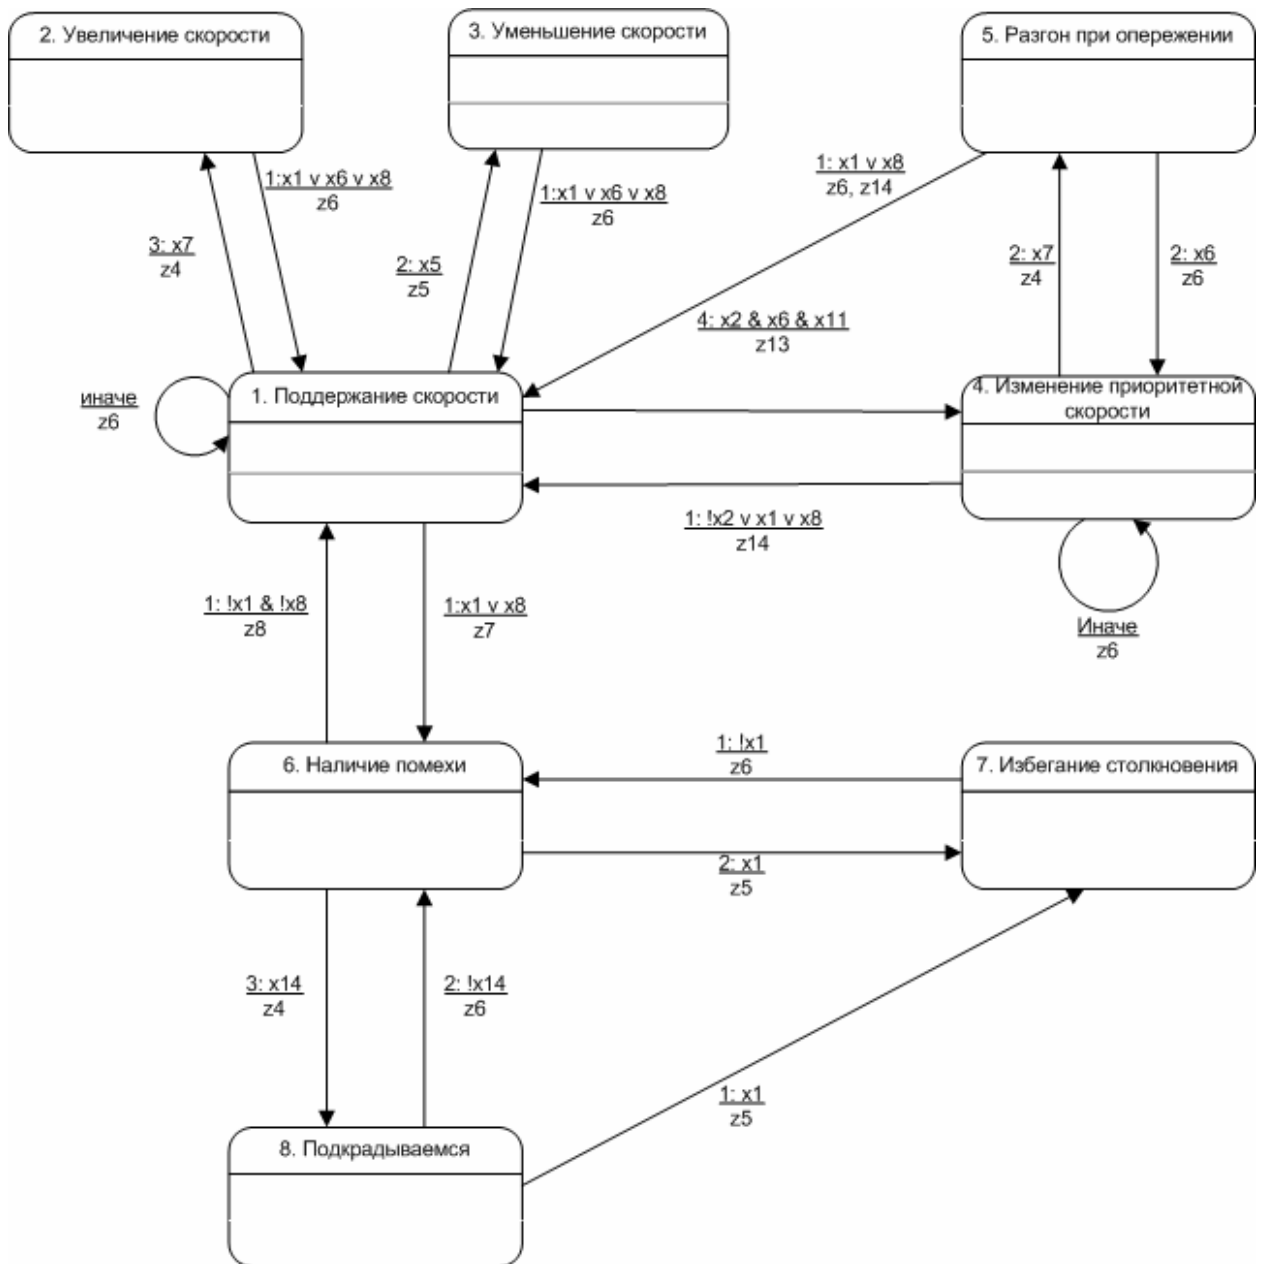 2. Увеличение скорости
3. Уменьшение скорости
5. Разгон при опережении
1:x1 v x6 v x8
z6
1:x1 v x6 v x8
z6
1: x1 v x8
z6, z14
3: x7
z4
2: x5
z5
2: x7
z4
2: x6
z6
4: x2 & x6 & x11
z13
иначе
z6
1. Поддержание скорости
4. Изменение приоритетной
скорости
1: !x2 v x1 v x8
z14
1: !x1 & !x8
z8
1:x1 v x8
z7
Иначе
z6
6. Наличие помехи
1: !x1
z6
7. Избегание столкновения
2: x1
z5
3: x14
z4
2: !x14
z6
1: x1
z5
8. Подкрадываемся